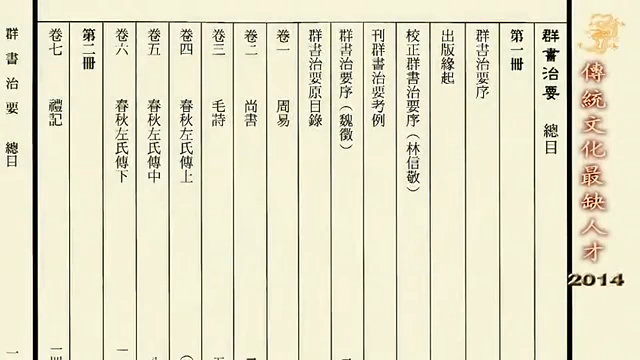 群書治要 總目
第一冊
群書治要序
出版緣起
校正群書治要序（林信敬）
刊群書治要考例
群書治要序（魏徵）
群書治要原目錄
卷一 周易
卷二 尚書
卷三 毛詩
卷四 春秋左氏傳上
卷五 春秋左氏傳中
卷六 春秋左氏傳下
第二冊
卷七 禮記
群書治要 總目 一
傳統文化最缺人才
2014